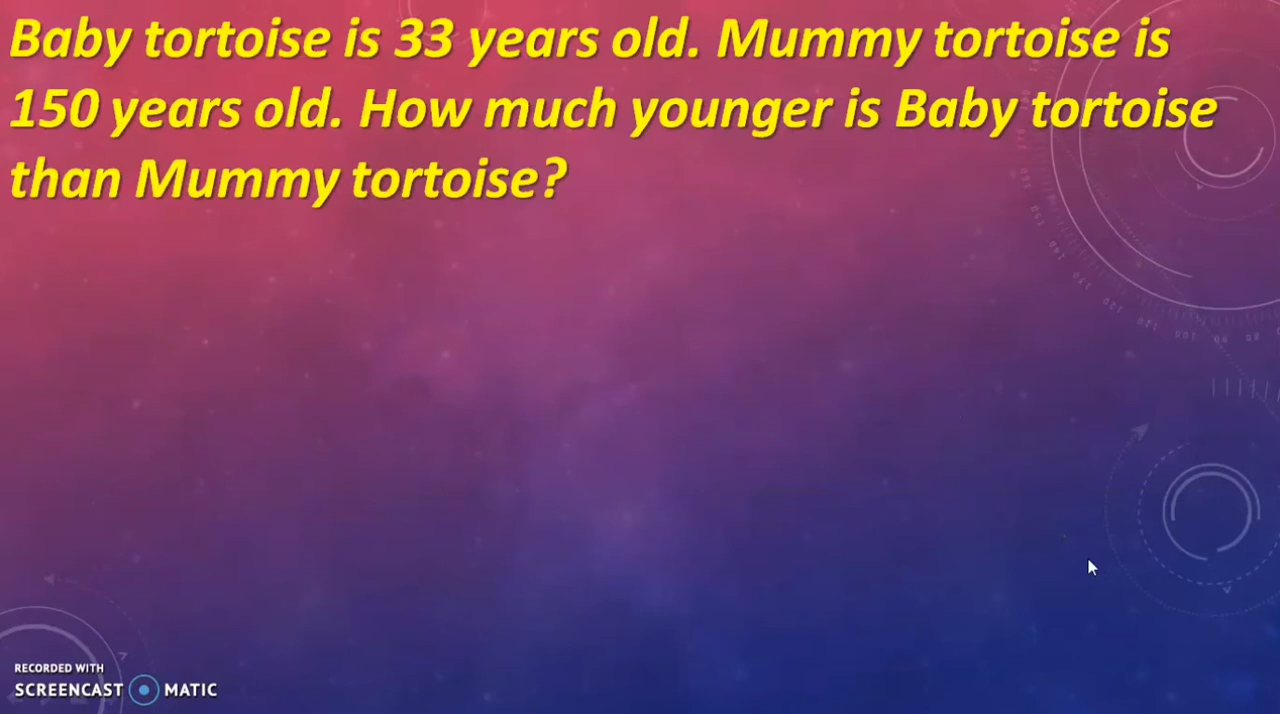 Baby tortoise is 33 years old. Mummy tortoise is
150 years old. How much younger is Baby tortoise
than Mummy tortoise?
RECORDED WITH
SCREENCAST MATIC